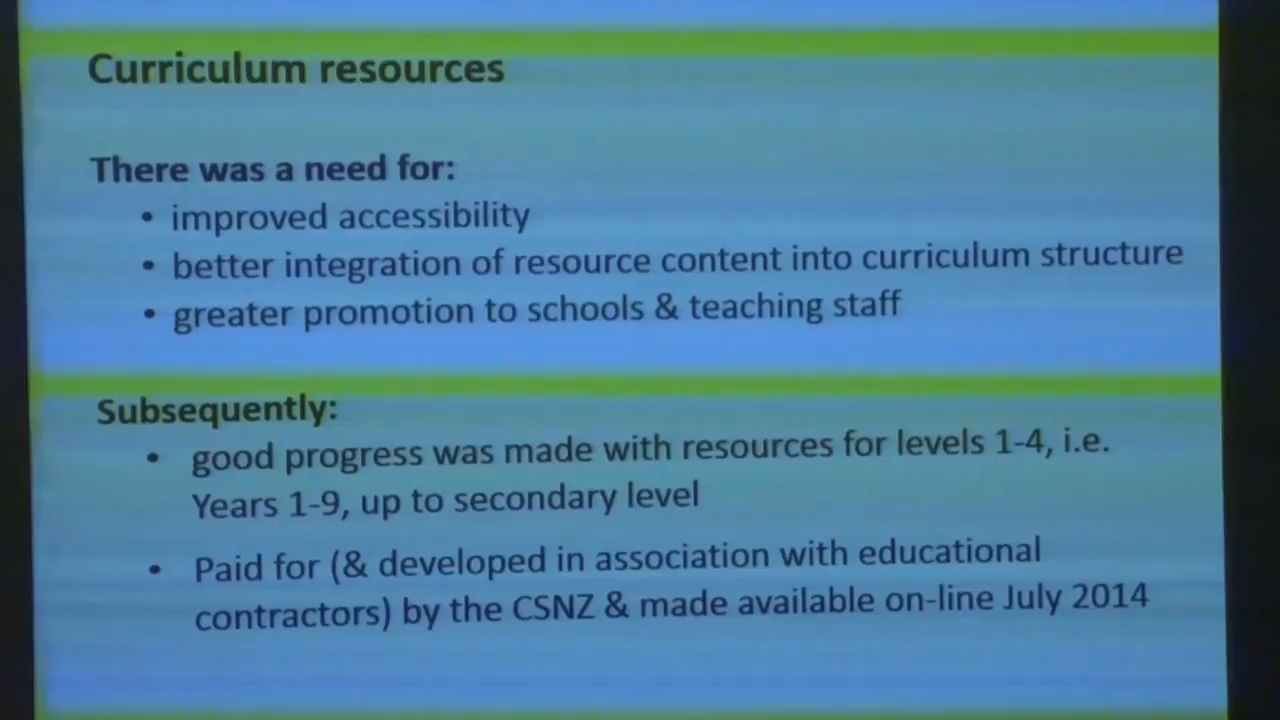 Curriculum resources
There was a need for:
• improved accessibility
• better integration of resource content into curriculum structure
• greater promotion to schools & teaching staff
Subsequently:
• good progress was made with resources for levels 1-4, i.e.
Years 1-9, up to secondary level
• Paid for (& developed in association with educational
contractors) by the CSNZ & made available on-line July 2014